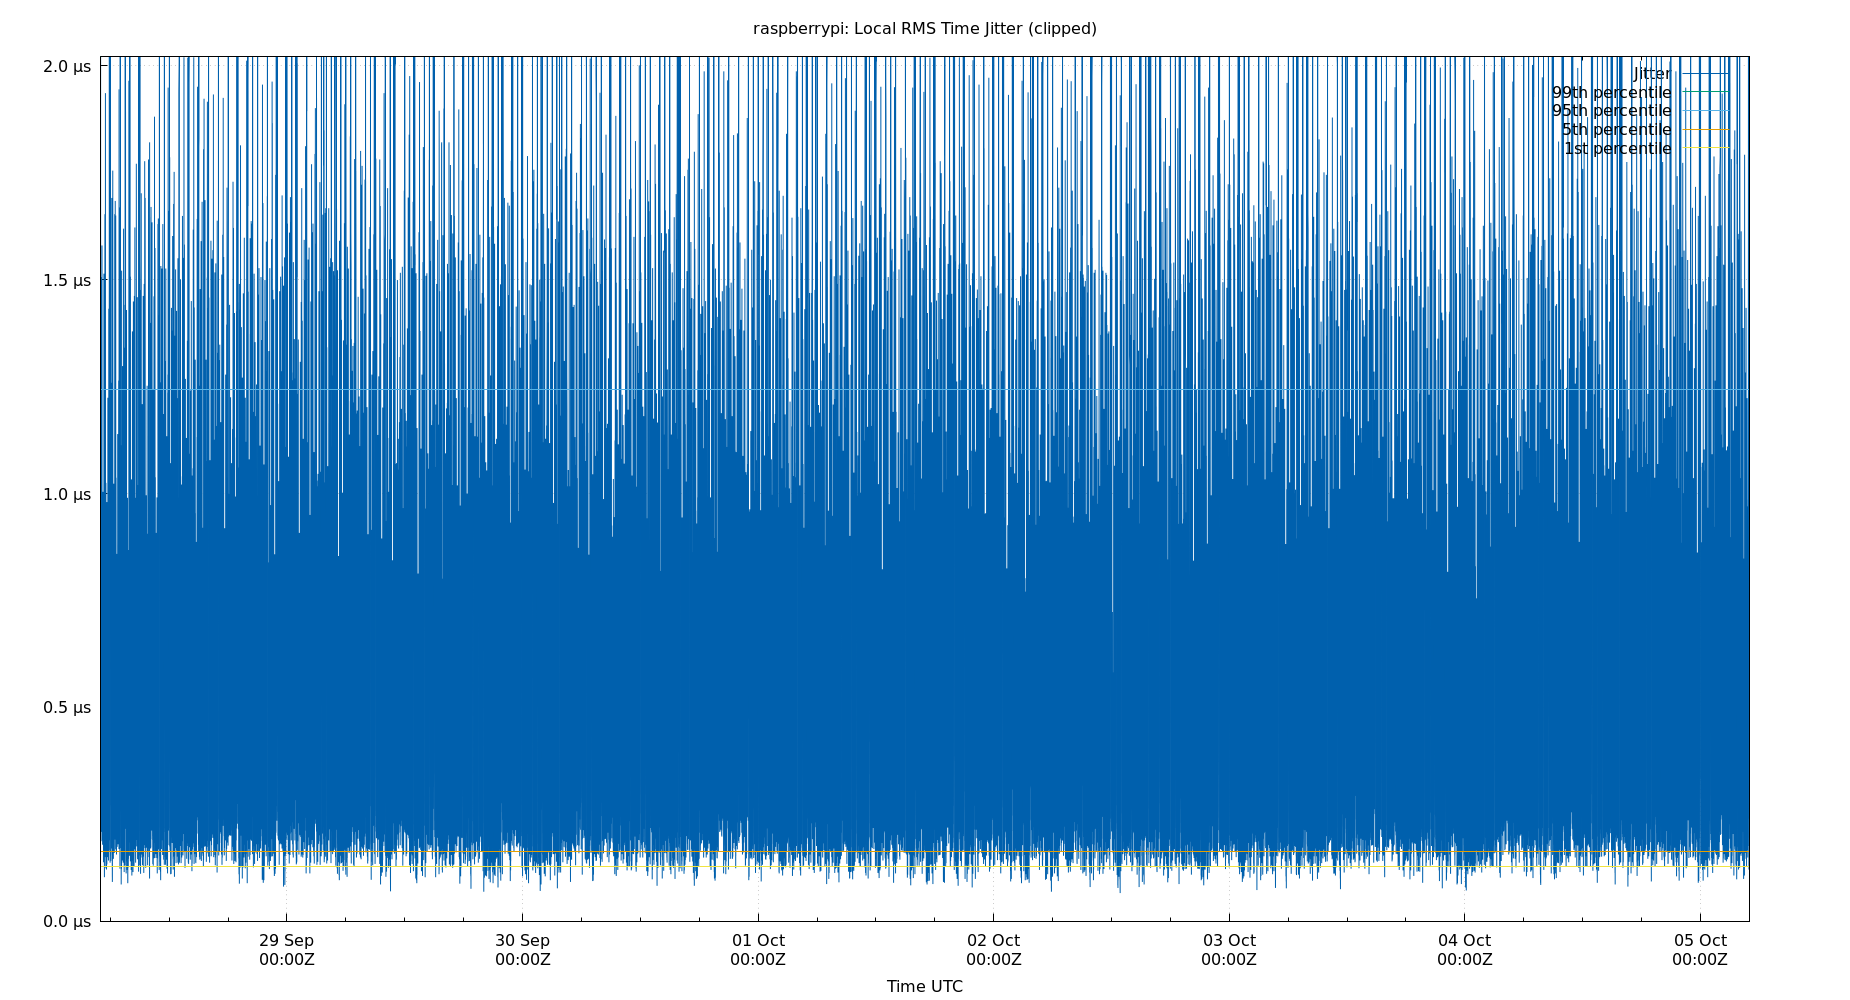 raspberrypi: Local RMS Time Jitter (clipped)
2.0 µs
1.5 µs
1.0 µs
0.5 µs
0.0 µs
Jitter
99th percentile
95th percentile
5th percentile
1st percentile
29 Sep
00:00Z
30 Sep
00:00Z
01 Oct
00:00Z
02 Oct
00:00Z
03 Oct
00:00Z
04 Oct
00:00Z
05 Oct
00:00Z
Time UTC